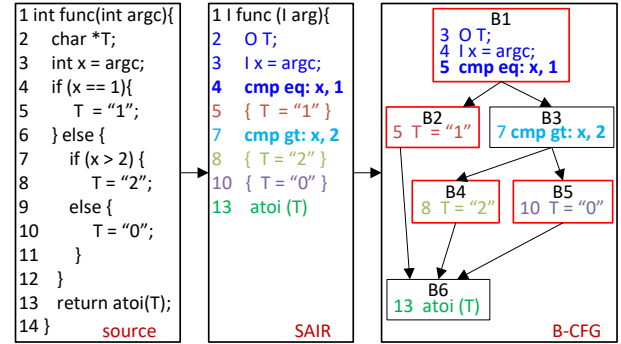 1 int func(int argc){
2 char *T;
3 int x = argc;
4 if (x == 1){
5 T = “1”;
6 } else {
7 if (x > 2) {
8 T = “2”;
9 else {
10 T = “0”;
11 }
12 }
13 return atoi(T);
14 }
source
1 I func (I arg){
2 O T;
3 I x = argc;
4 cmp eq: x, 1
5 { T = “1” }
7 cmp gt: x, 2
8 { T = “2” }
10 { T = “0” }
13 atoi (T)
SAIR
B1
3 O T;
4 I x = argc;
5 cmp eq: x, 1
B2
5 T = “1”
B3
7 cmp gt: x, 2
B4
8 T = “2”
B5
10 T = “0”
B6
13 atoi (T)
B-CFG